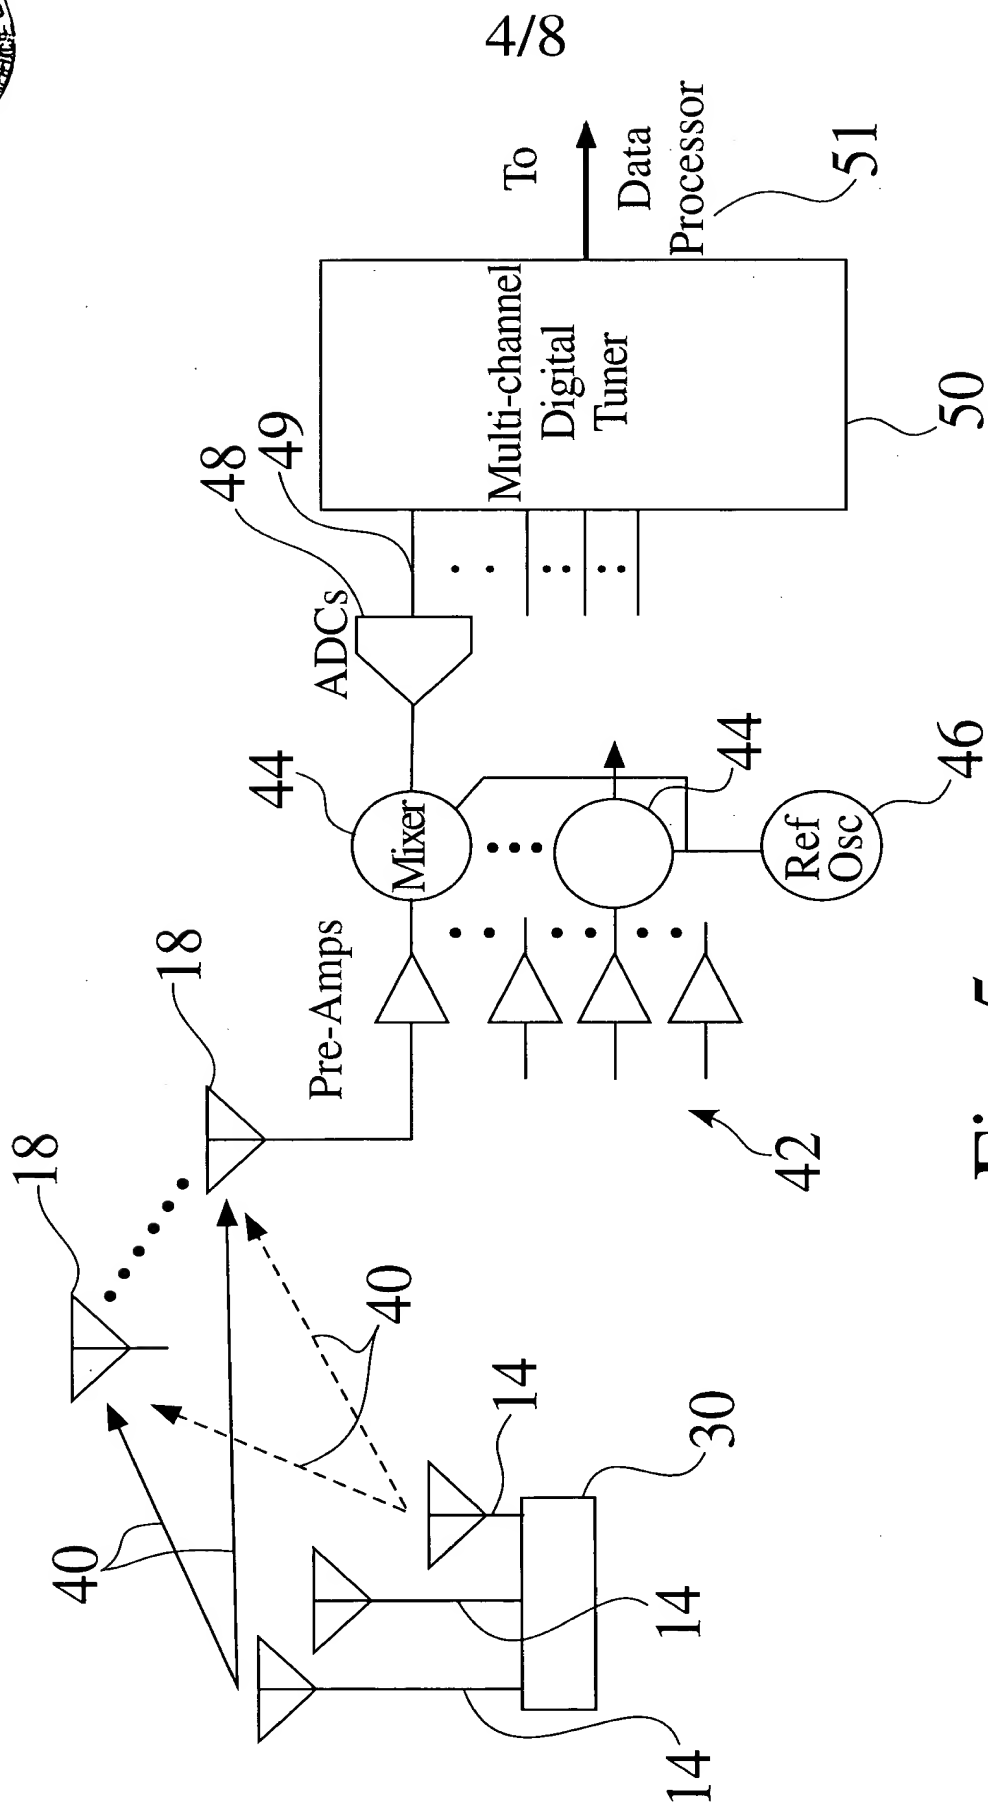 4/8
18
18
40
40
14
14
14
30
Pre-Amps
42
44
Mixer
44
Ref
Osc
46
ADCs
48
49
Multi-channel
Digital
Tuner
50
To
Data
Processor
51